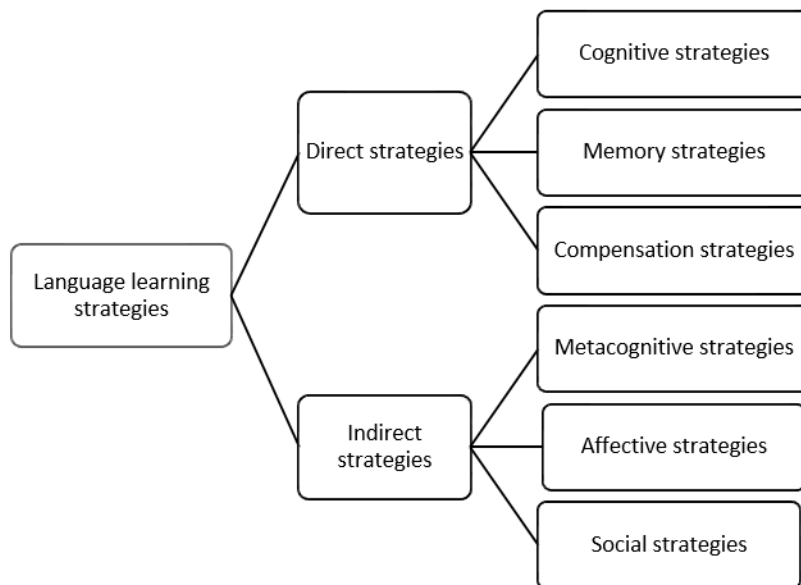 Language learning
strategies
Direct strategies
Cognitive strategies
Memory strategies
Compensation strategies
Indirect
strategies
Metacognitive strategies
Affective strategies
Social strategies